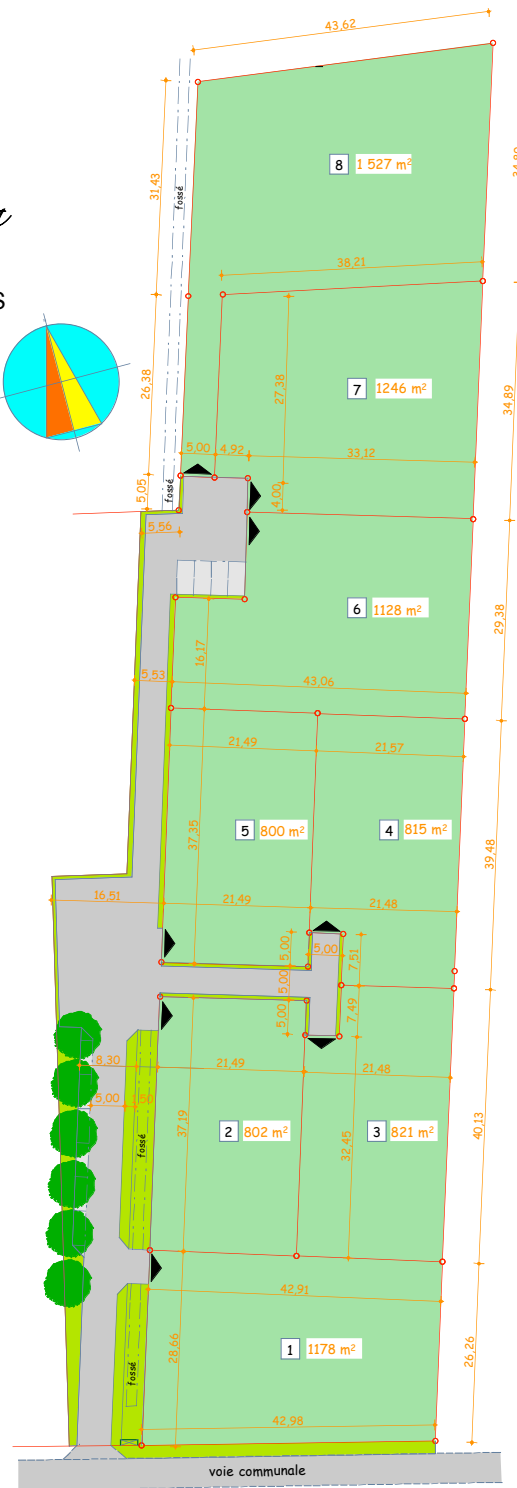 43,62
8 1 527 m²
31,43
fossé
38,21
S
7 1246 m²
26,38
27,38
34,89
5,00 4,92 33,12
fossé
5,05
4,00
5,56
6 1128 m²
29,38
16,17
5,53 43,06
21,49 21,57
5 800 m²
4 815 m²
37,35
39,48
16,51 21,49 21,48
5,00
5,00
7,51
5,00
5,00
7,49
8,30 21,49 21,48
5,00 1,50
fossé
37,19
2 802 m²
3 821 m²
32,45
40,13
42,91
28,66
1 1178 m²
26,26
fossé
42,98
voie communale